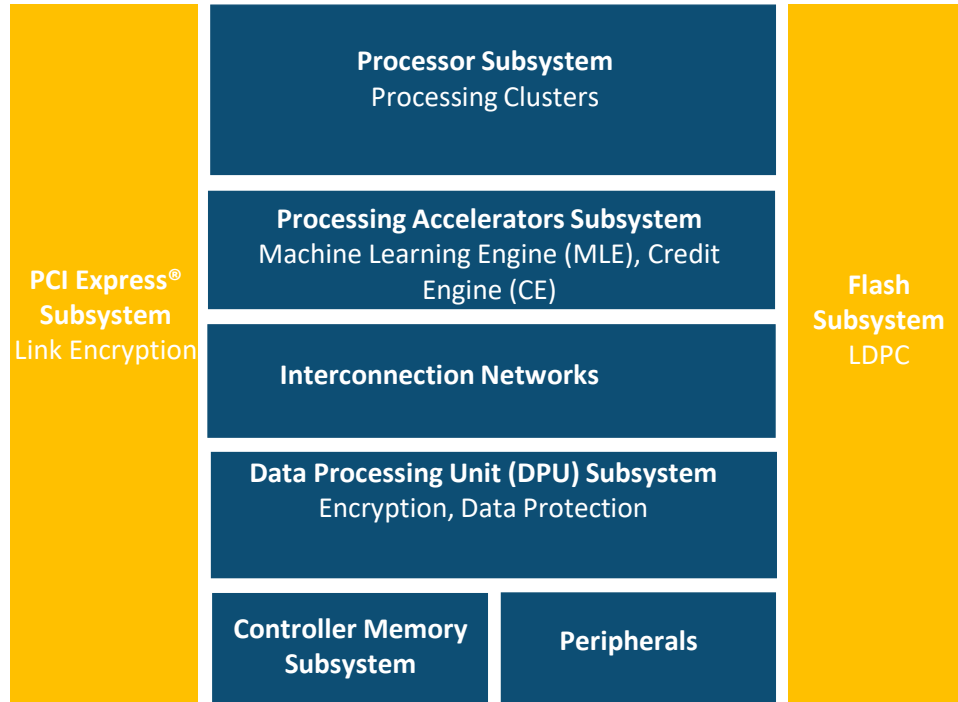 Processor Subsystem
Processing Clusters
Processing Accelerators Subsystem
Machine Learning Engine (MLE), Credit
Engine (CE)
PCI Express®
Subsystem
Link Encryption
Flash
Subsystem
LDPC
Interconnection Networks
Data Processing Unit (DPU) Subsystem
Encryption, Data Protection
Controller Memory
Subsystem
Peripherals